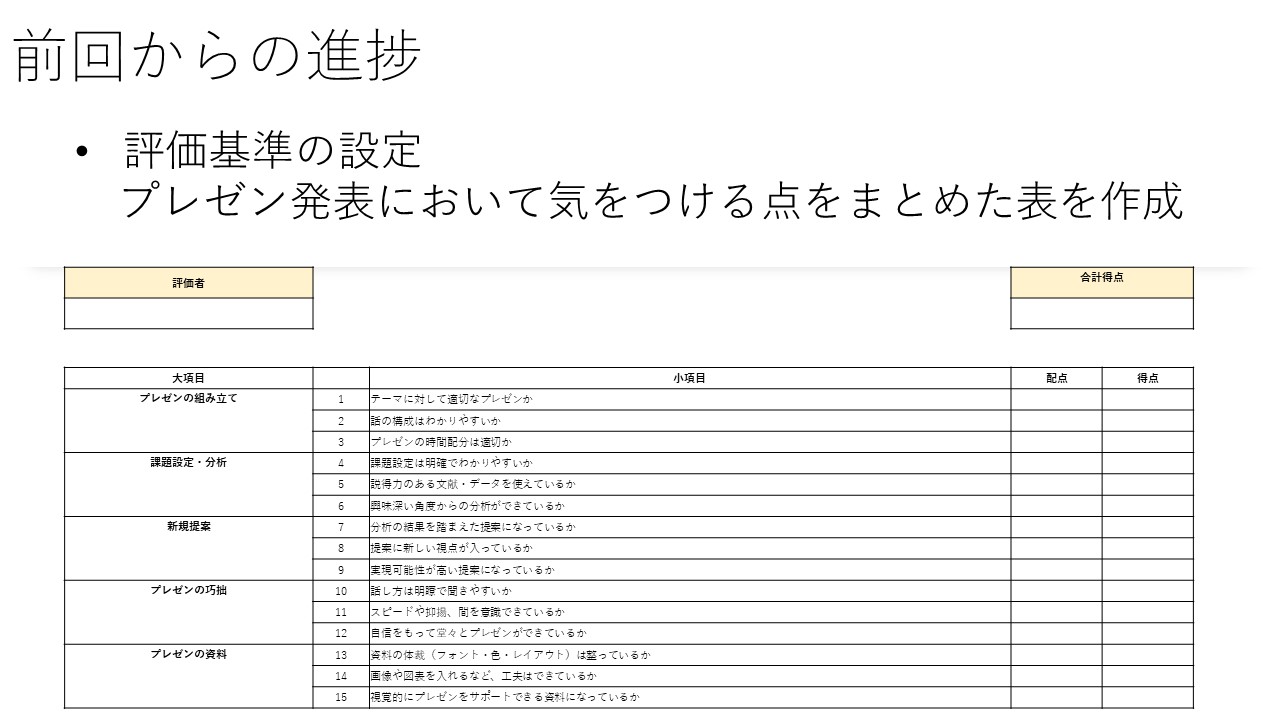 前回からの進捗
• 評価基準の設定
プレゼン発表において気をつける点をまとめた表を作成
評価者 合計得点
大項目 小項目 配点 得点
プレゼンの組み立て 1 テーマに対して適切なプレゼンか
2 話の構成はわかりやすいか
3 プレゼンの時間配分は適切か
課題設定・分析 4 課題設定は明確でわかりやすいか
5 説得力のある文献・データを使えているか
6 興味深い角度からの分析ができているか
新規提案 7 分析の結果を踏まえた提案になっているか
8 提案に新しい視点が入っているか
9 実現可能性が高い提案になっているか
プレゼンの巧拙 10 話し方は明瞭で聞きやすいか
11 スピードや抑揚、間を意識できているか
12 自信をもって堂々とプレゼンができているか
プレゼンの資料 13 資料の体裁（フォント・色・レイアウト）は整っているか
14 画像や図表を入れるなど、工夫はできているか
15 視覚的にプレゼンをサポートできる資料になっているか